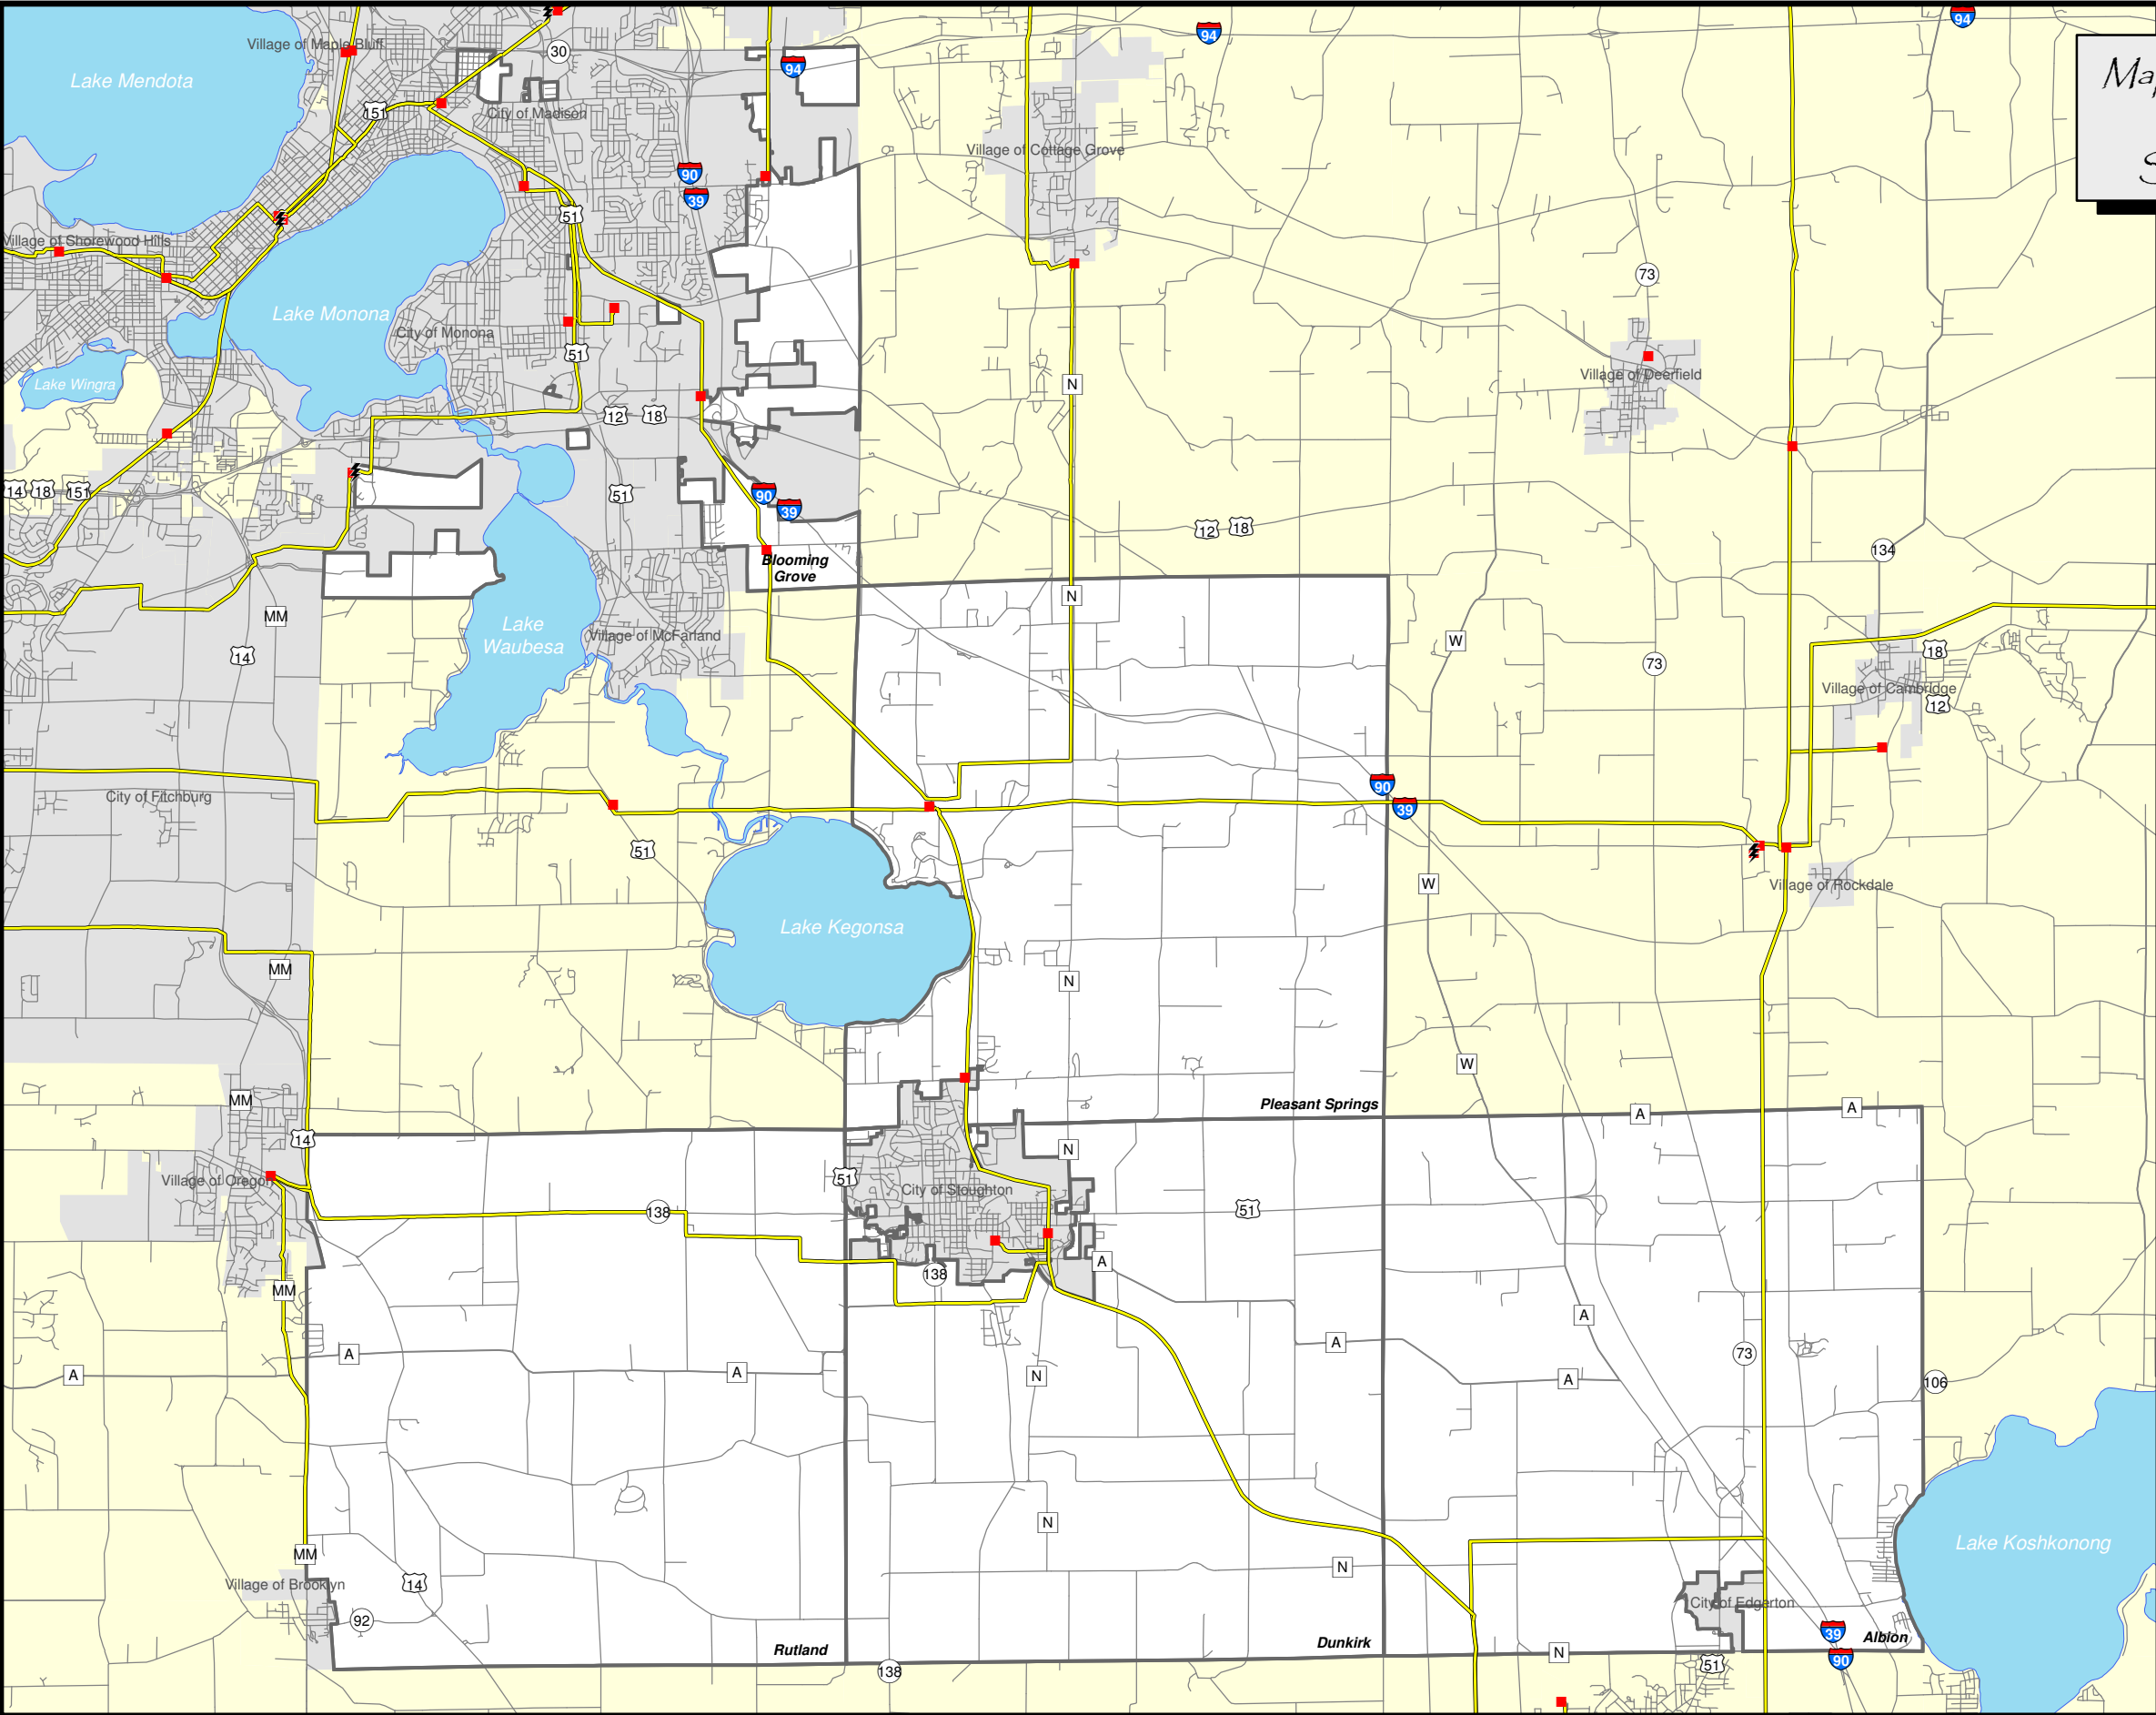 94
94
Village of Maple Bluff
30
94
Ma
Lake Mendota
151
City of Madison
Village of Cottage Grove
S
90
39
51
Village of Shorewood Hills
73
Lake Monona
City of Monona
51
Village of Deerfield
Lake Wingra
N
12
18
14
18
151
51
90
39
12
18
134
Blooming
Grove
N
MM
Lake
Waubesa
Village of McFarland
W
14
73
18
Village of Cambridge
12
90
39
City of Fitchburg
51
W
Village of Rockdale
Lake Kegonsa
MM
N
W
MM
Pleasant Springs
A
A
14
N
Village of Oregon
51
City of Stoughton
138
51
A
138
MM
A
A
A
73
A
A
N
A
106
N
Lake Koshkonong
MM
N
Village of Brooklyn
14
City of Edgerton
92
39
Albion
Rutland
Dunkirk
N
90
51
138